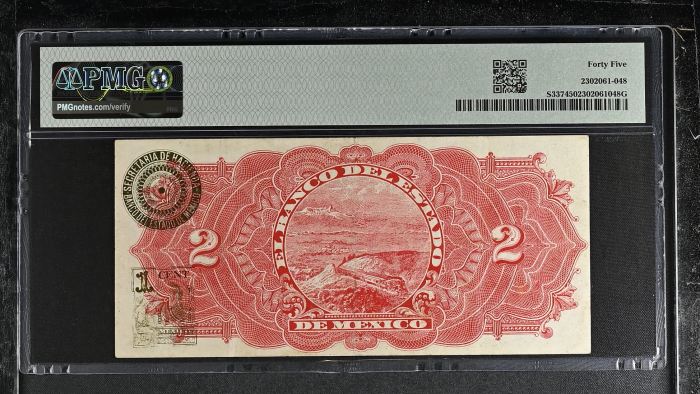 PMG
PMGnotes.com/verify
Forty Five
2302061-048
S3374502302061048G
SECRETARIA DE HACIENDA
EL BANCO DEL ESTADO
2
2
CENT
DE MEXICO